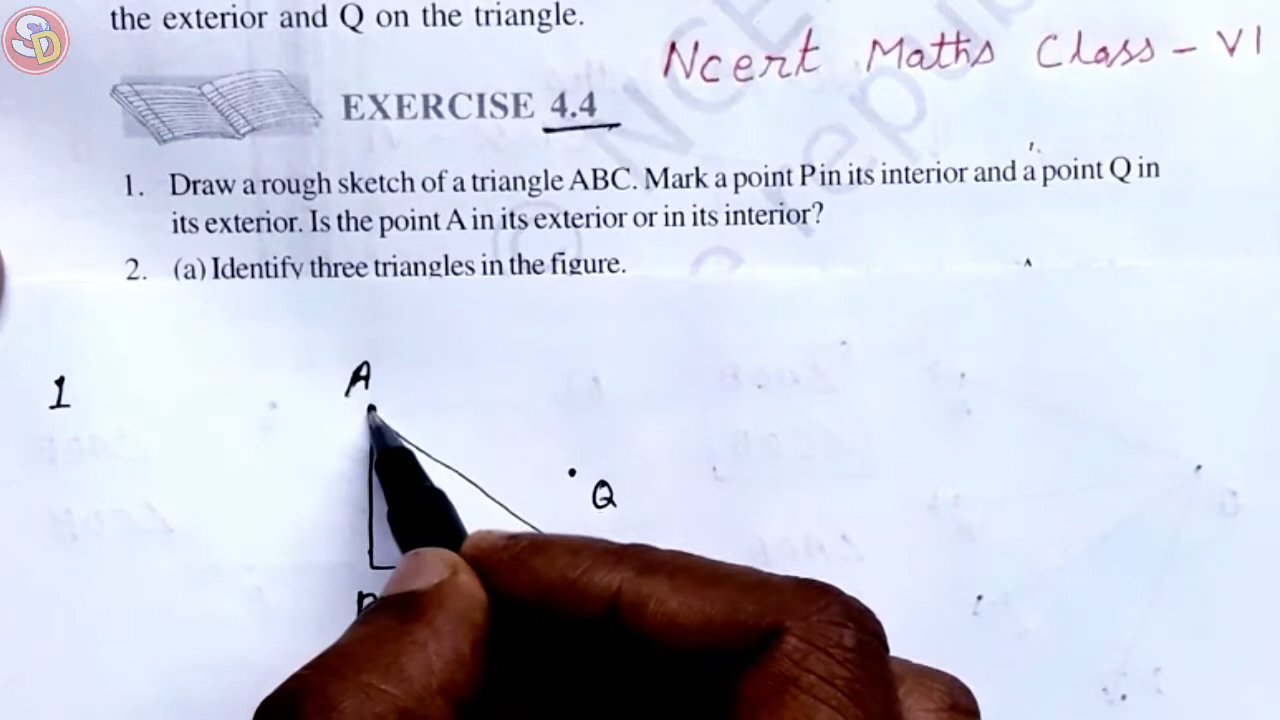 the exterior and Q on the triangle.
Ncert Maths Class - VI
SD
EXERCISE 4.4
1. Draw a rough sketch of a triangle ABC. Mark a point P in its interior and a point Q in
its exterior. Is the point A in its exterior or in its interior?
2. (a) Identify three triangles in the figure.
1
A
Q